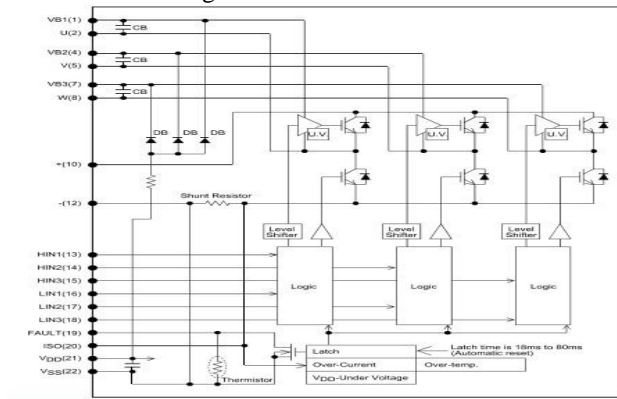 VB1(1)
CB
U(2)
VB2(4)
CB
V(5)
VB3(7)
CB
W(8)
DB DB DB
U.V. U.V. U.V.
+(10)
Shunt Resistor
-(12)
Level Shifter
Level Shifter
Level Shifter
HIN1(13)
HIN2(14)
HIN3(15)
LIN1(16)
LIN2(17)
LIN3(18)
Logic Logic Logic
FAULT(19)
ISO(20)
VDD(21)
VSS(22)
Thermistor
Latch
Latch time is 18ms to 80ms
(Automatic reset)
Over-Current Over-temp.
VDD-Under Voltage